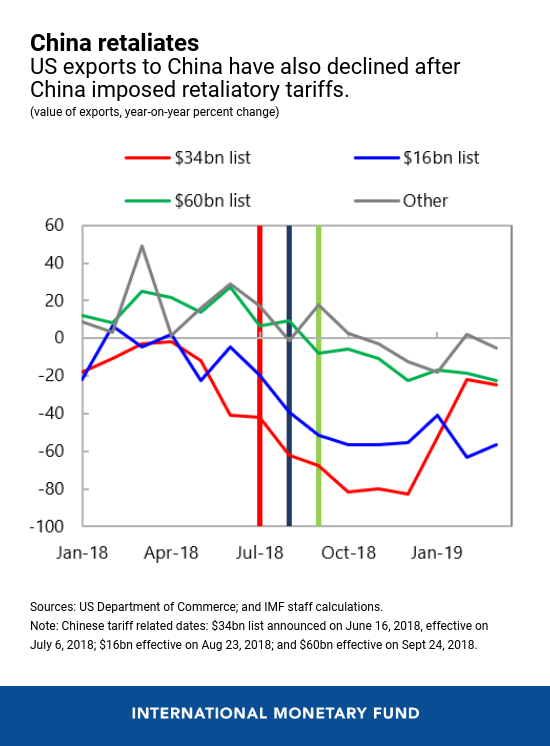 China retaliates
US exports to China have also declined after
China imposed retaliatory tariffs.
(value of exports, year-on-year percent change)
$34bn list
$16bn list
$60bn list
Other
60
40
20
0
-20
-40
-60
-80
-100
Jan-18 Apr-18 Jul-18 Oct-18 Jan-19
Sources: US Department of Commerce; and IMF staff calculations.
Note: Chinese tariff related dates: $34bn list announced on June 16, 2018, effective on
July 6, 2018; $16bn effective on Aug 23, 2018; and $60bn effective on Sept 24, 2018.
INTERNATIONAL MONETARY FUND